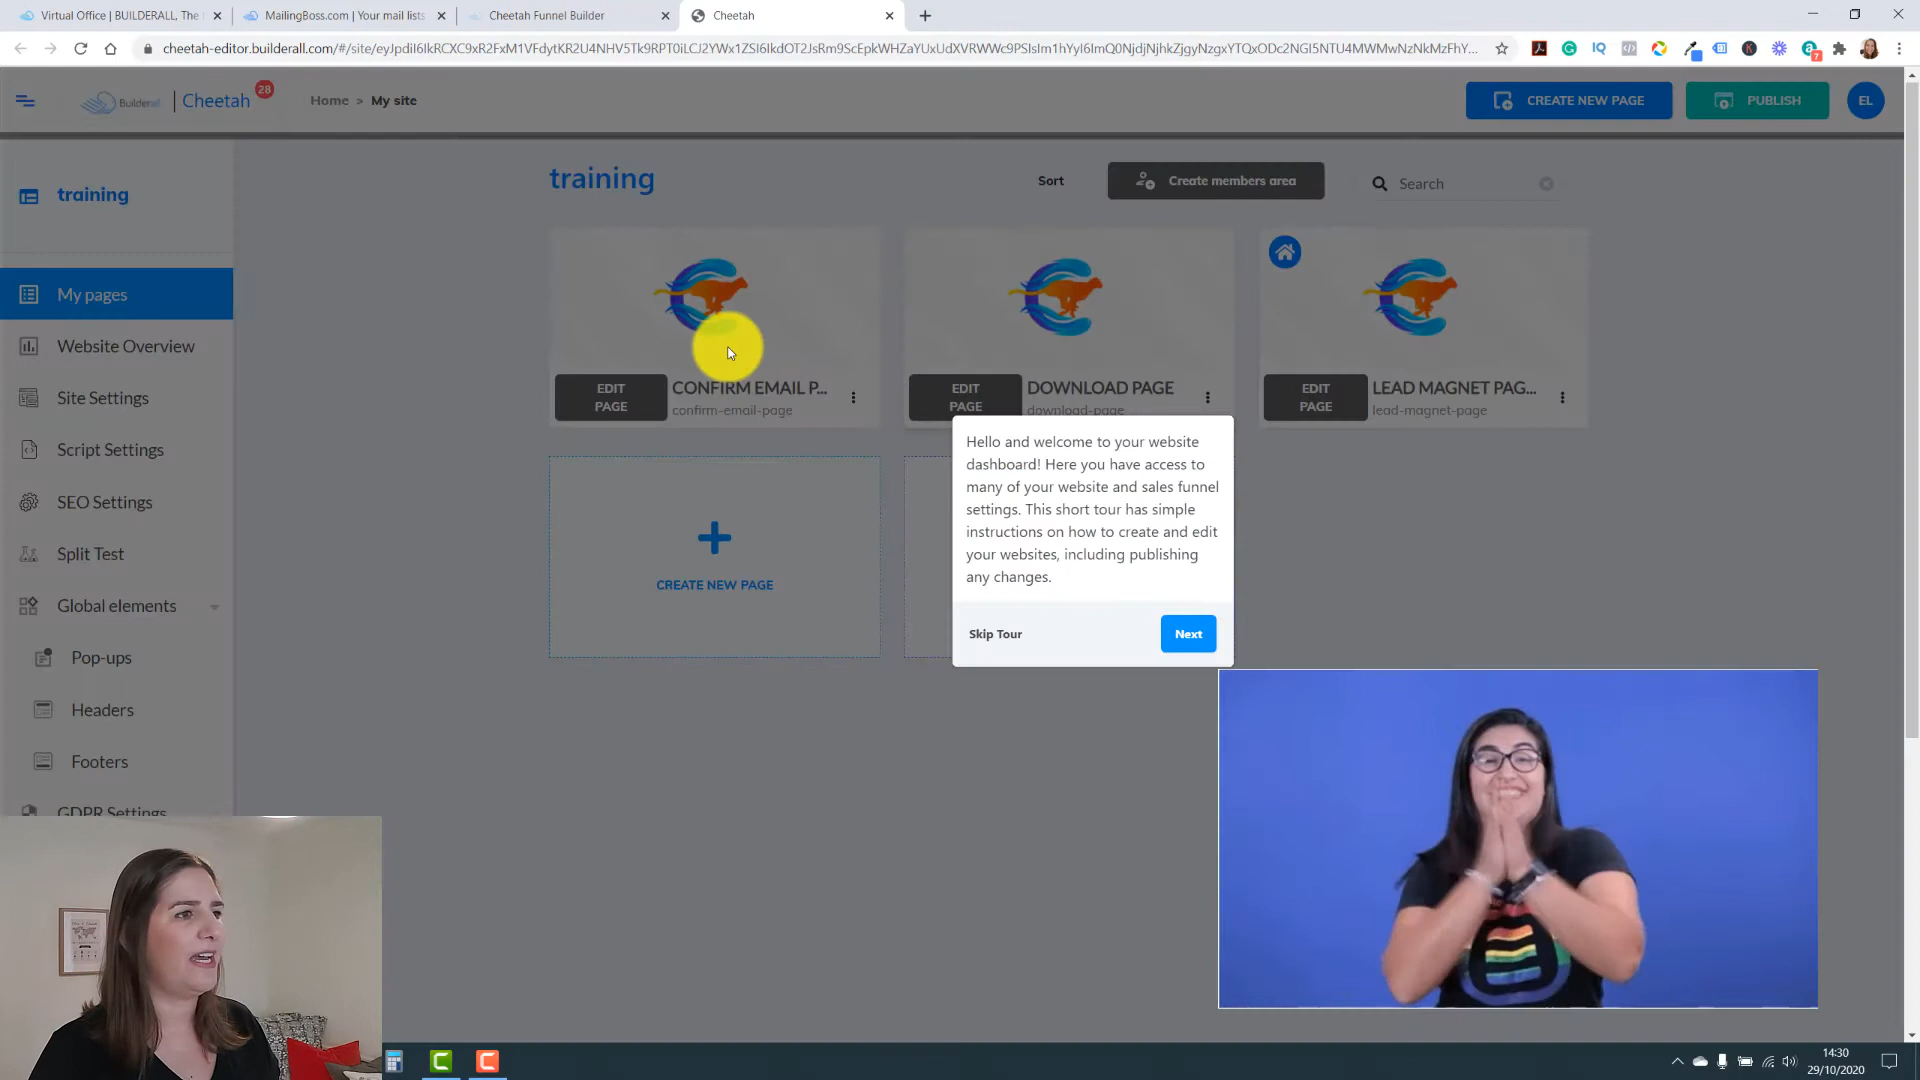 Virtual Office | BUILDERALL, The
MailingBoss.com | Your mail lists
Cheetah Funnel Builder
Cheetah
Builderall | Cheetah
28
Home > My site
CREATE NEW PAGE
PUBLISH
EL
training
My pages
Website Overview
Site Settings
Script Settings
SEO Settings
Split Test
Global elements
Pop-ups
Headers
Footers
GDPR Settings
training
Sort
Create members area
Search
EDIT PAGE
CONFIRM EMAIL P...
confirm-email-page
EDIT PAGE
DOWNLOAD PAGE
download-page
EDIT PAGE
LEAD MAGNET PAG...
lead-magnet-page
CREATE NEW PAGE
Hello and welcome to your website
dashboard! Here you have access to
many of your website and sales funnel
settings. This short tour has simple
instructions on how to create and edit
your websites, including publishing
any changes.
Skip Tour
Next
14:30
29/10/2020